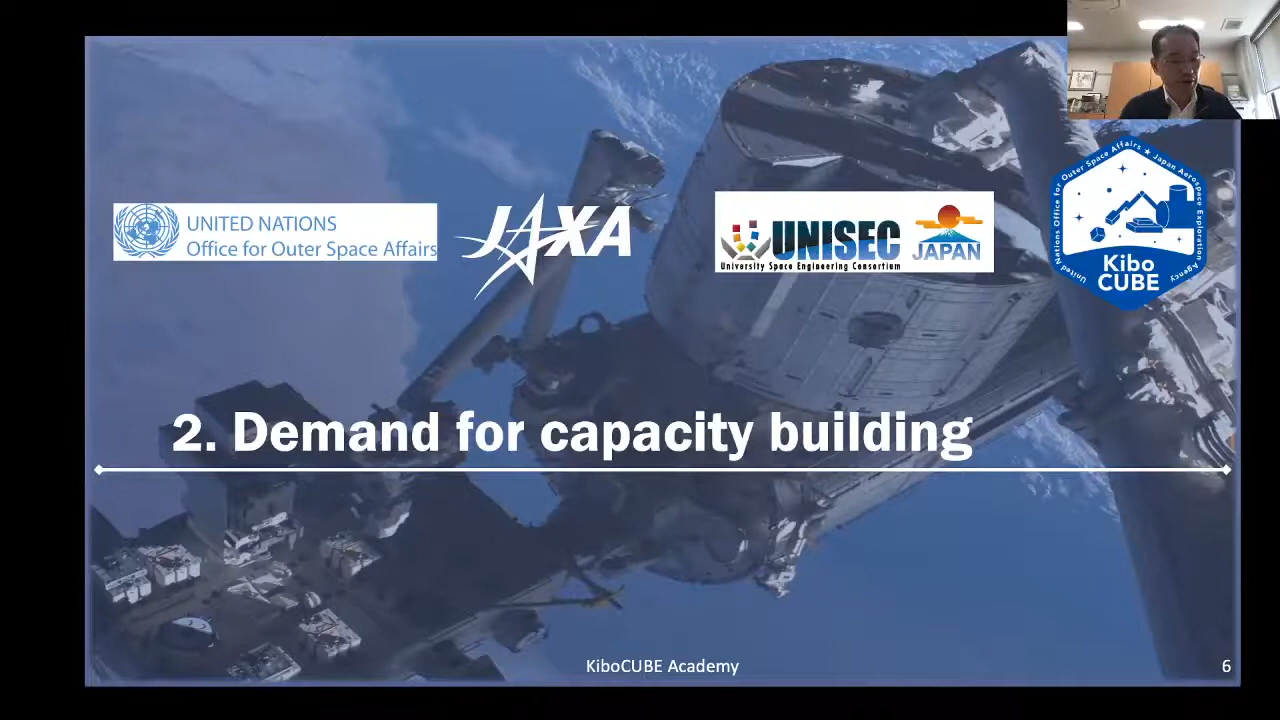 UNITED NATIONS
Office for Outer Space Affairs
JAXA
UNISEC
University Space Engineering Consortium
JAPAN
United Nations Office for Outer Space Affairs ★ Japan Aerospace Exploration Agency
Kibo
CUBE
2. Demand for capacity building
KiboCUBE Academy
6